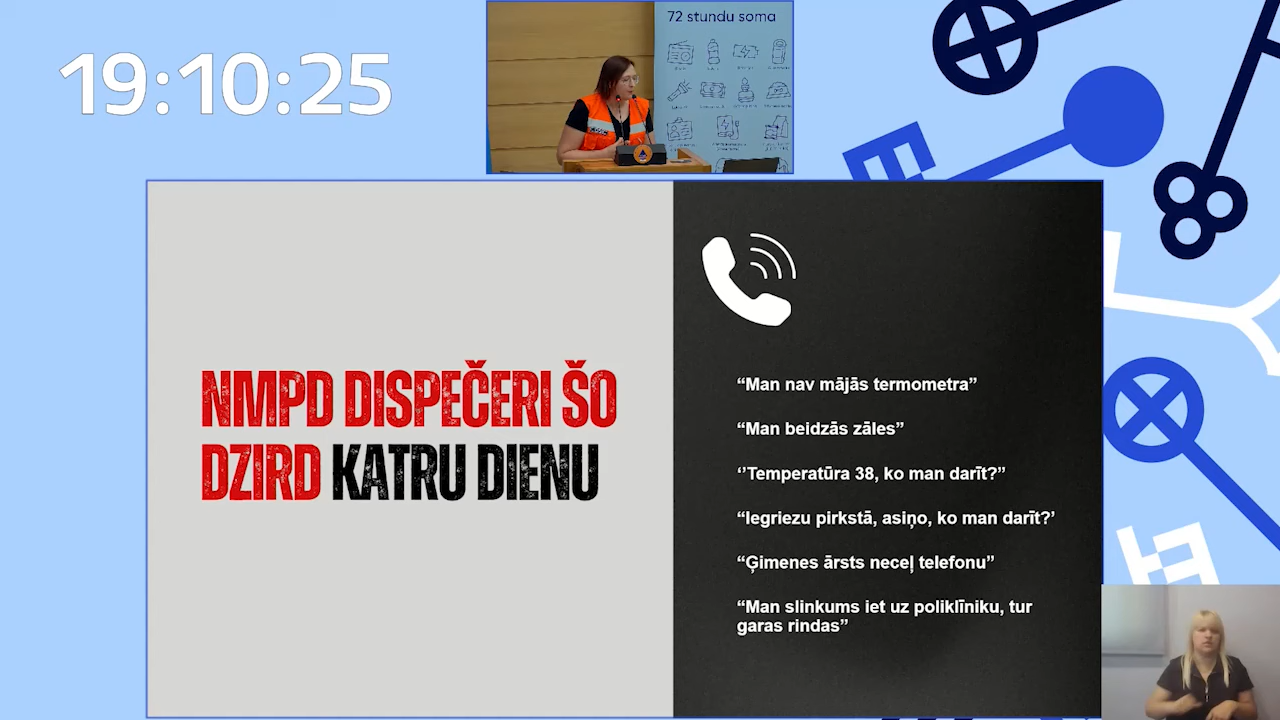 19:10:25
72 stundu soma
NMPD DISPEČERI ŠO
DZIRD KATRU DIENU
“Man nav mājās termometra”
“Man beidzās zāles”
‘’Temperatūra 38, ko man darīt?”
“Iegriezu pirkstā, asiņo, ko man darīt?’
“Ģimenes ārsts neceļ telefonu”
“Man slinkums iet uz poliklīniku, tur
garas rindas”